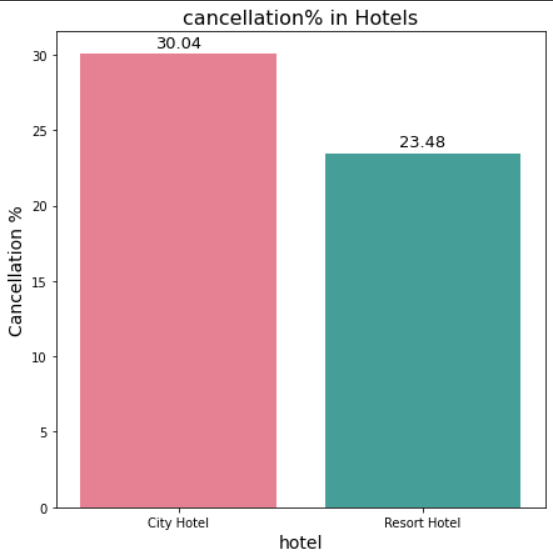 cancellation% in Hotels
30.04
23.48
30
25
20
15
10
5
0
Cancellation %
City Hotel
Resort Hotel
hotel